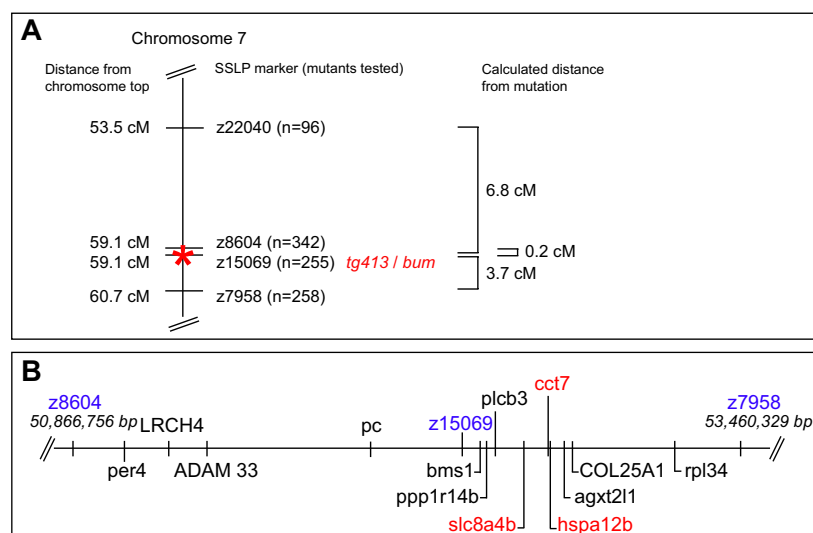 A
Chromosome 7
Distance from chromosome top
SSLP marker (mutants tested)
Calculated distance from mutation
53.5 cM
z22040 (n=96)
6.8 cM
59.1 cM
z8604 (n=342)
0.2 cM
59.1 cM
*
z15069 (n=255)
tg413 / bum
3.7 cM
60.7 cM
z7958 (n=258)
B
z8604
50,866,756 bp
LRCH4
per4
ADAM 33
pc
z15069
plcb3
cct7
z7958
53,460,329 bp
bms1
COL25A1
rpl34
ppp1r14b
agxt2l1
slc8a4b
hspa12b